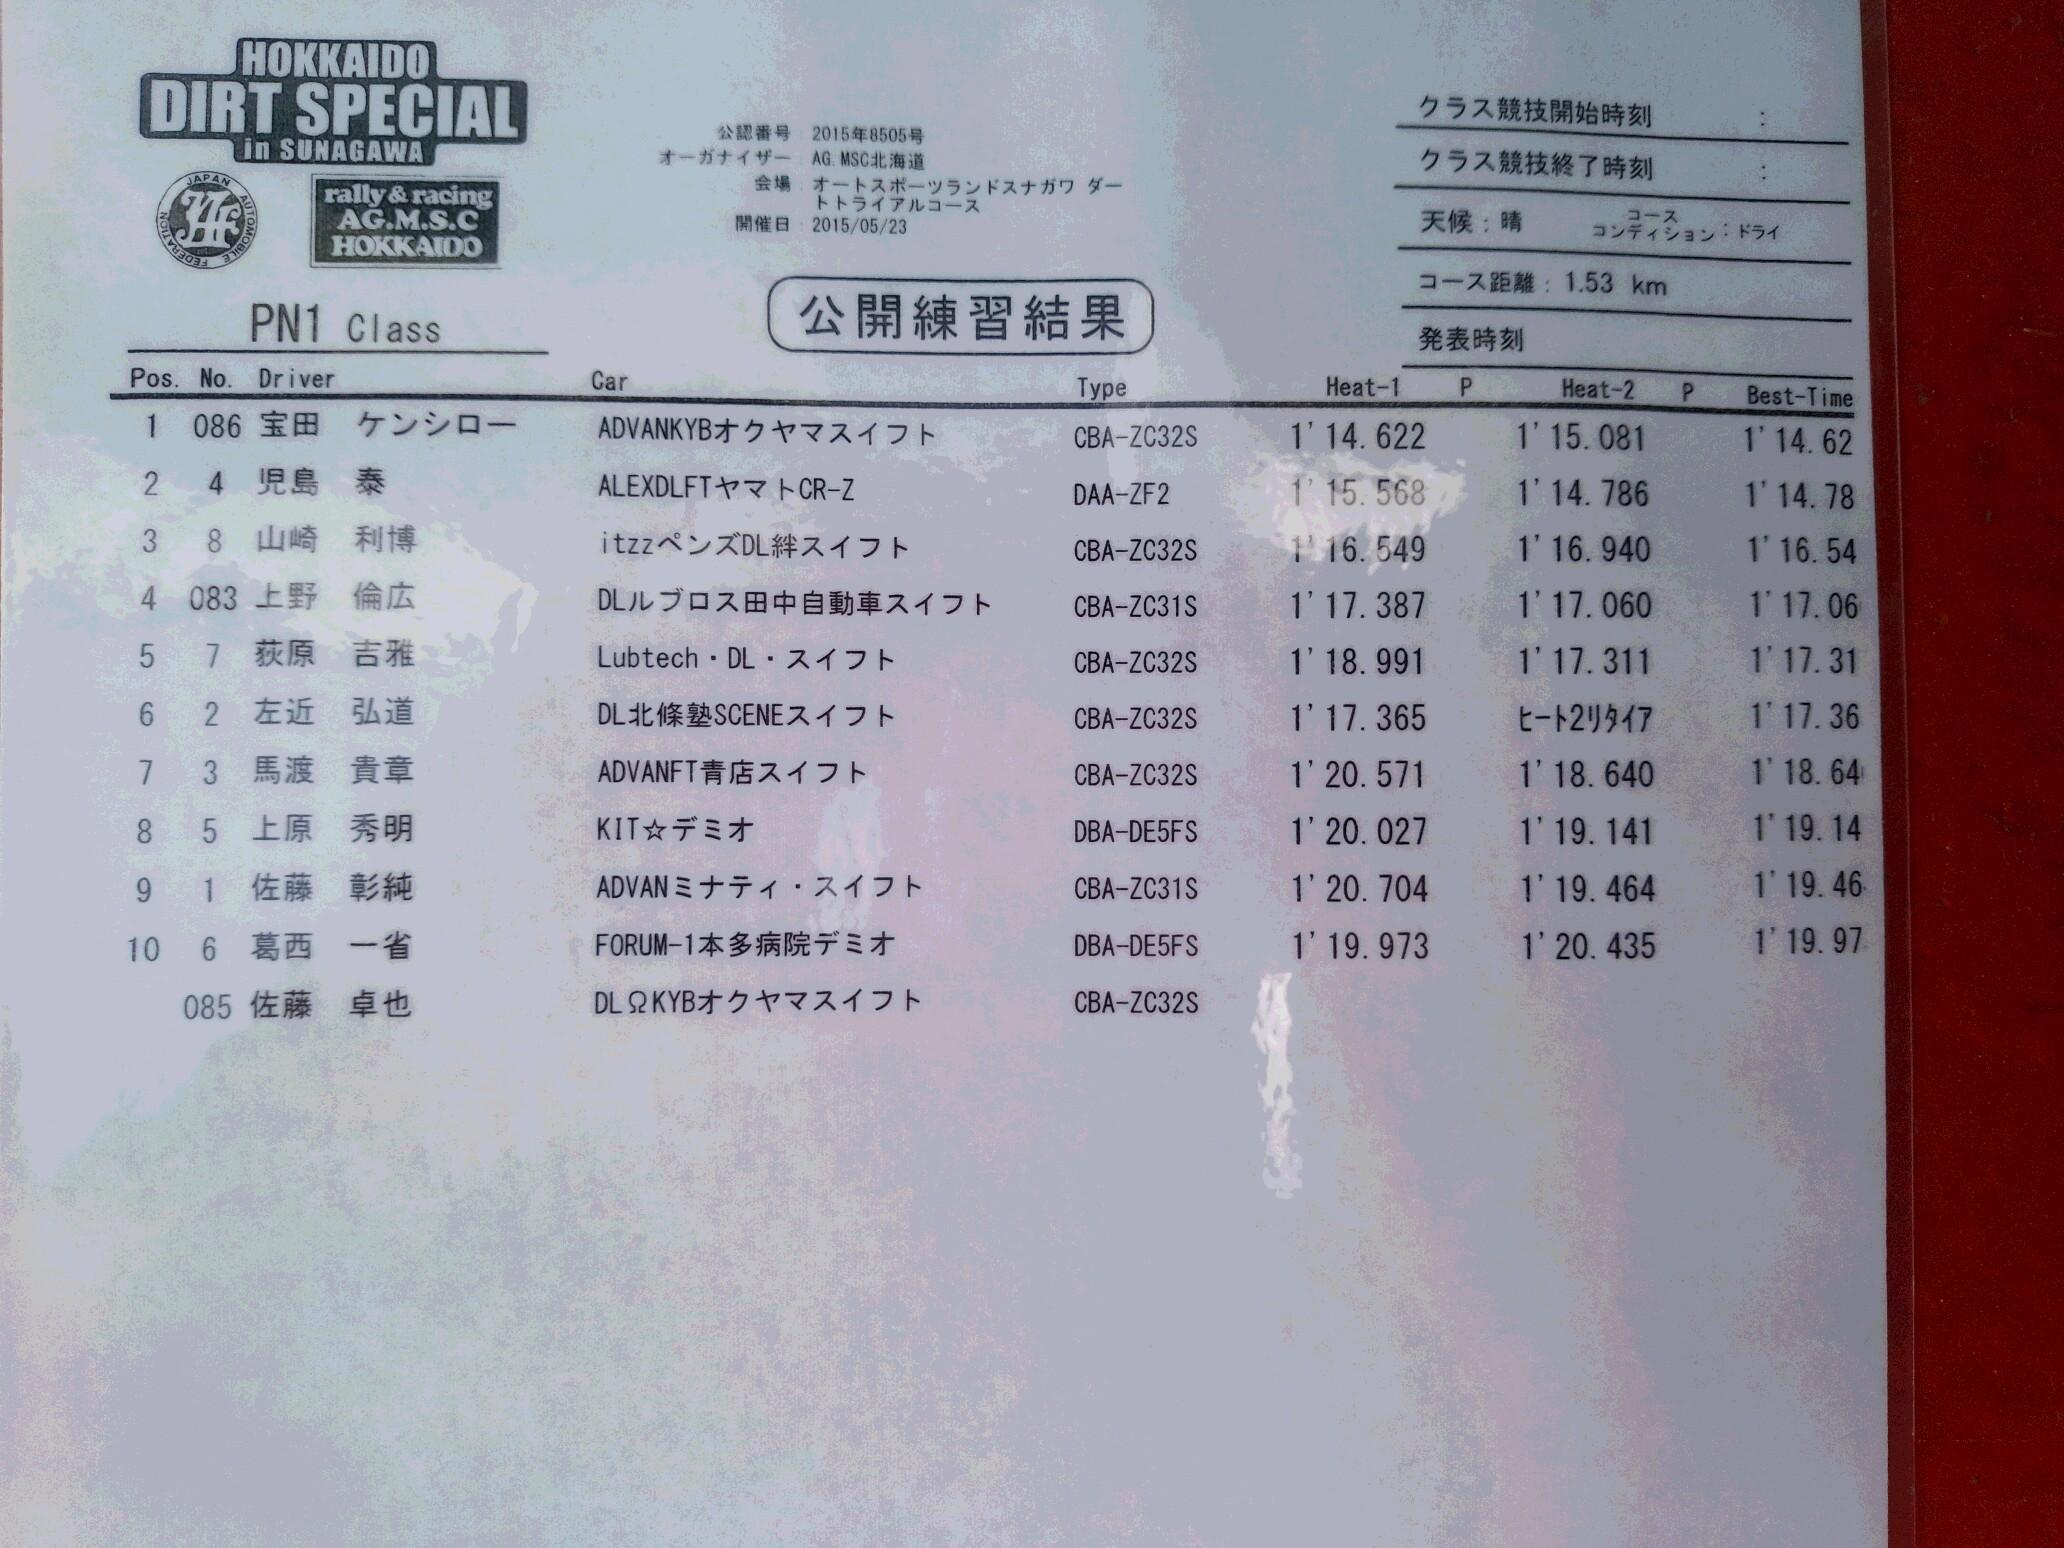 HOKKAIDO
DIRT SPECIAL
in SUNAGAWA
JAPAN AUTOMOBILE FEDERATION
JAF
rally & racing
AG.M.S.C
HOKKAIDO
公認番号 : 2015年8505号
オーガナイザー : AG.MSC北海道
会場 : オートスポーツランドスナガワ ダー
トトライアルコース
開催日 : 2015/05/23
クラス競技開始時刻 :
クラス競技終了時刻 :
天候 : 晴 コース コンディション : ドライ
コース距離 : 1.53 km
発表時刻
PN1 Class
公開練習結果
Pos. No. Driver Car Type Heat-1 P Heat-2 P Best-Time
1 086 宝田 ケンシロー ADVANKYBオクヤマスイフト CBA-ZC32S 1'14.622 1'15.081 1'14.62
2 4 児島 泰 ALEXDLFTヤマトCR-Z DAA-ZF2 1'15.568 1'14.786 1'14.78
3 8 山崎 利博 itzzペンズDL絆スイフト CBA-ZC32S 1'16.549 1'16.940 1'16.54
4 083 上野 倫広 DLルブロス田中自動車スイフト CBA-ZC31S 1'17.387 1'17.060 1'17.06
5 7 荻原 吉雅 Lubtech・DL・スイフト CBA-ZC32S 1'18.991 1'17.311 1'17.31
6 2 左近 弘道 DL北條塾SCENEスイフト CBA-ZC32S 1'17.365 ヒート2リタイア 1'17.36
7 3 馬渡 貴章 ADVANFT青店スイフト CBA-ZC32S 1'20.571 1'18.640 1'18.64
8 5 上原 秀明 KIT☆デミオ DBA-DE5FS 1'20.027 1'19.141 1'19.14
9 1 佐藤 彰純 ADVANミナティ・スイフト CBA-ZC31S 1'20.704 1'19.464 1'19.46
10 6 葛西 一省 FORUM-1本多病院デミオ DBA-DE5FS 1'19.973 1'20.435 1'19.97
085 佐藤 卓也 DLΩKYBオクヤマスイフト CBA-ZC32S